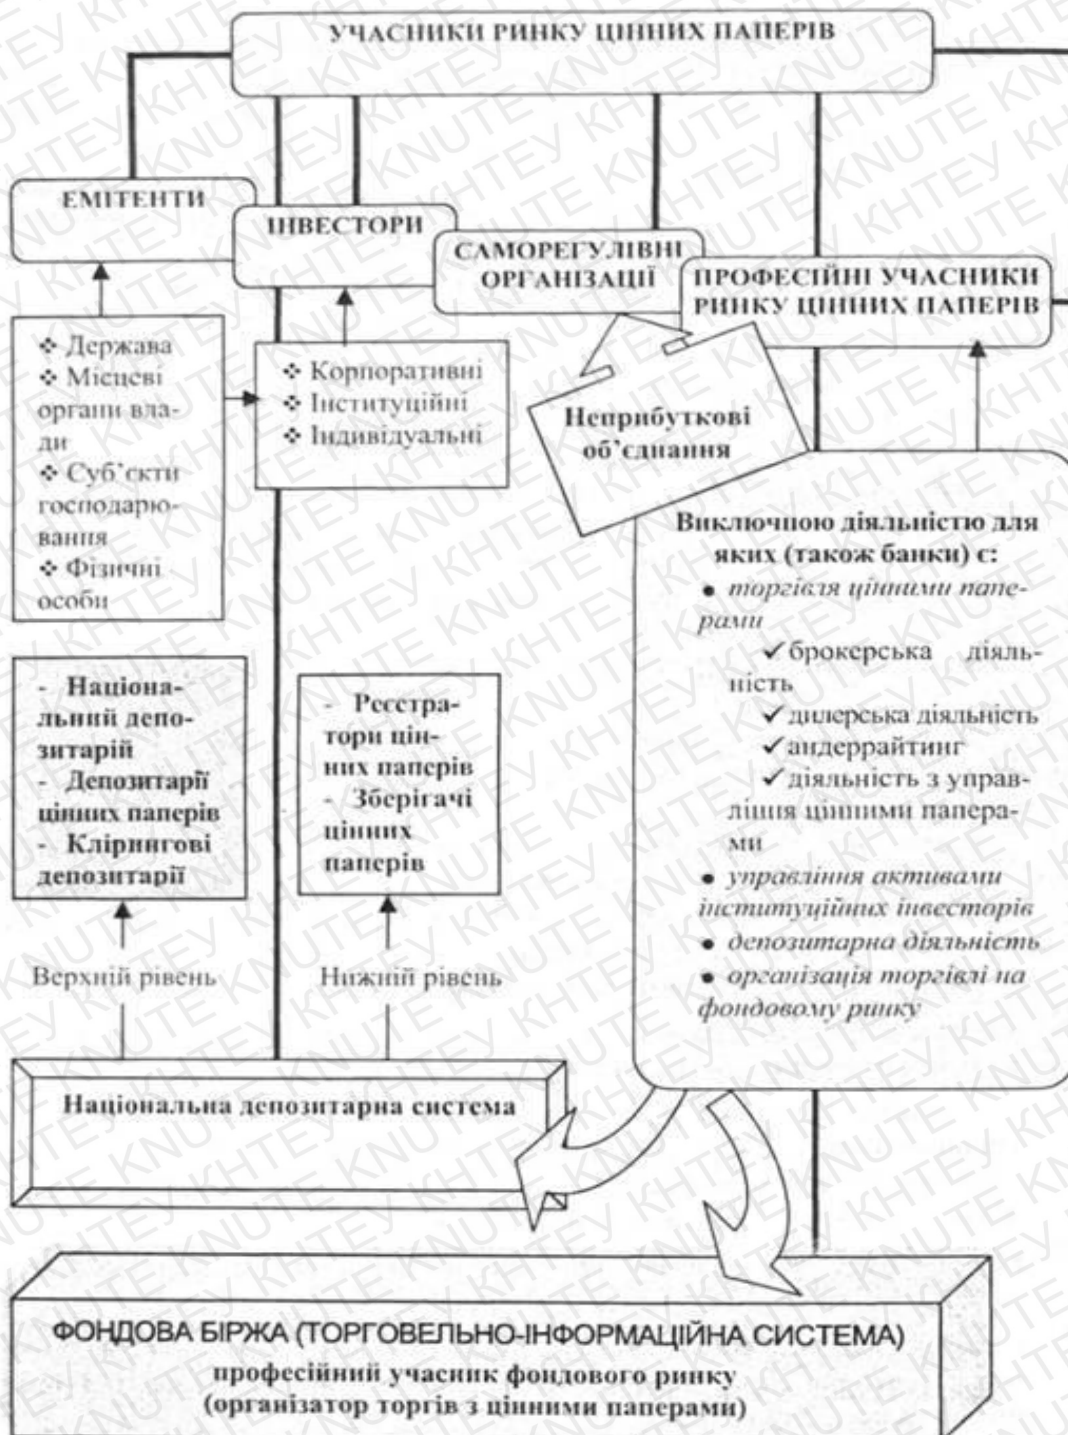 УЧАСНИКИ РИНКУ ЦІННИХ ПАПЕРІВ
ЕМІТЕНТИ
ІНВЕСТОРИ
САМОРЕГУЛІВНІ
ОРГАНІЗАЦІЇ
ПРОФЕСІЙНІ УЧАСНИКИ
РИНКУ ЦІННИХ ПАПЕРІВ
❖ Держава
❖ Місцеві
органи вла-
ди
❖ Суб’єкти
господарю-
вання
❖ Фізичні
особи
❖ Корпоративні
❖ Інституційні
❖ Індивідуальні
Неприбуткові
об’єднання
Виключною діяльністю для
яких (також банки) є:
● торгівля цінними папе-
рами
✓ брокерська діяль-
ність
✓ дилерська діяльність
✓ андеррайтинг
✓ діяльність з управ-
ління цінними папера-
ми
● управління активами
інституційних інвесторів
● депозитарна діяльність
● організація торгівлі на
фондовому ринку
- Націона-
льний депо-
зитарій
- Депозитарії
цінних паперів
- Клірингові
депозитарії
- Реєстра-
тори цін-
них паперів
- Зберігачі
цінних
паперів
Верхній рівень
Нижній рівень
Національна депозитарна система
ФОНДОВА БІРЖА (ТОРГОВЕЛЬНО-ІНФОРМАЦІЙНА СИСТЕМА)
професійний учасник фондового ринку
(організатор торгів з цінними паперами)